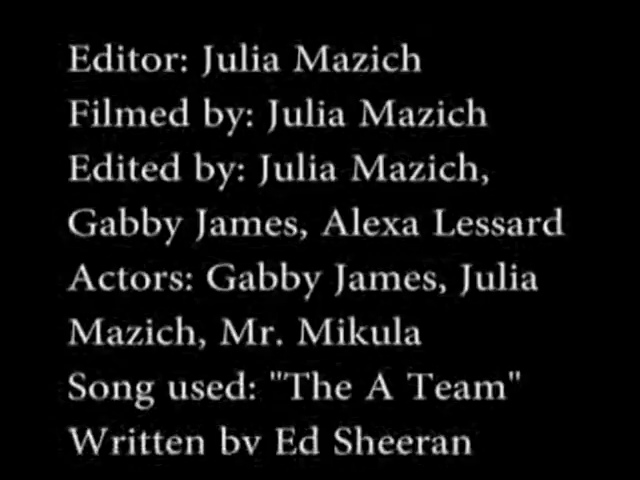 Editor: Julia Mazich
Filmed by: Julia Mazich
Edited by: Julia Mazich,
Gabby James, Alexa Lessard
Actors: Gabby James, Julia
Mazich, Mr. Mikula
Song used: "The A Team"
Written by Ed Sheeran